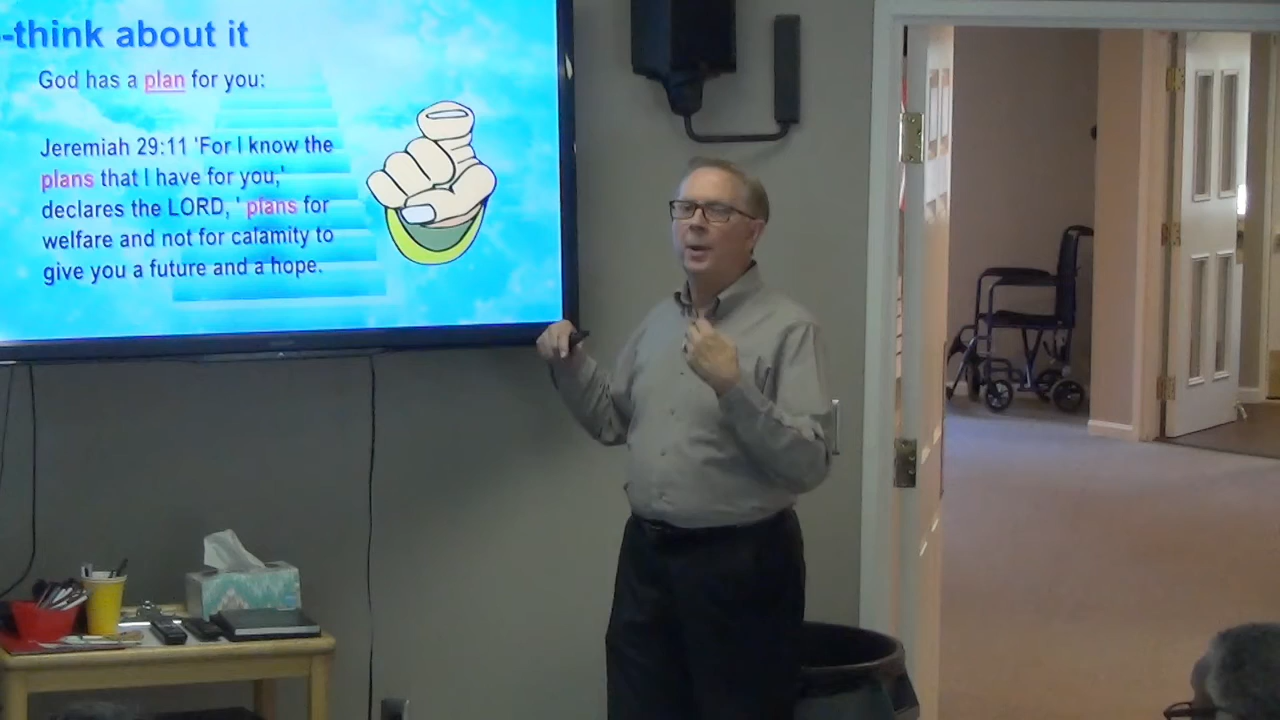 -think about it
God has a plan for you:
Jeremiah 29:11 'For I know the
plans that I have for you,'
declares the LORD, ' plans for
welfare and not for calamity to
give you a future and a hope.